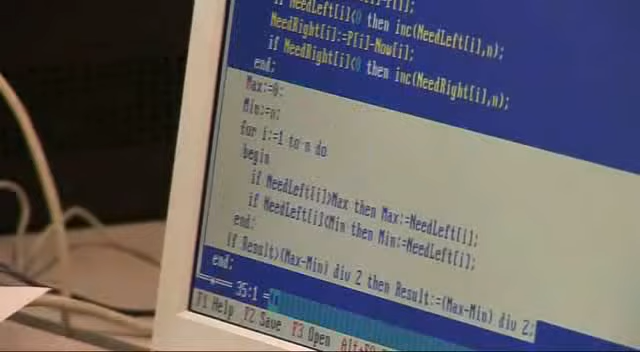 if NeedLeft[i]<0 then inc(NeedLeft[i],n);
NeedRight[i]:=P[i]-Now[i];
if NeedRight[i]<0 then inc(NeedRight[i],n);
end;
Max:=0;
Min:=n;
for i:=1 to n do
begin
if NeedLeft[i]>Max then Max:=NeedLeft[i];
if NeedLeft[i]<Min then Min:=NeedLeft[i];
end;
if Result>(Max-Min) div 2 then Result:=(Max-Min) div 2;
end;
35:1
F1 Help F2 Save F3 Open